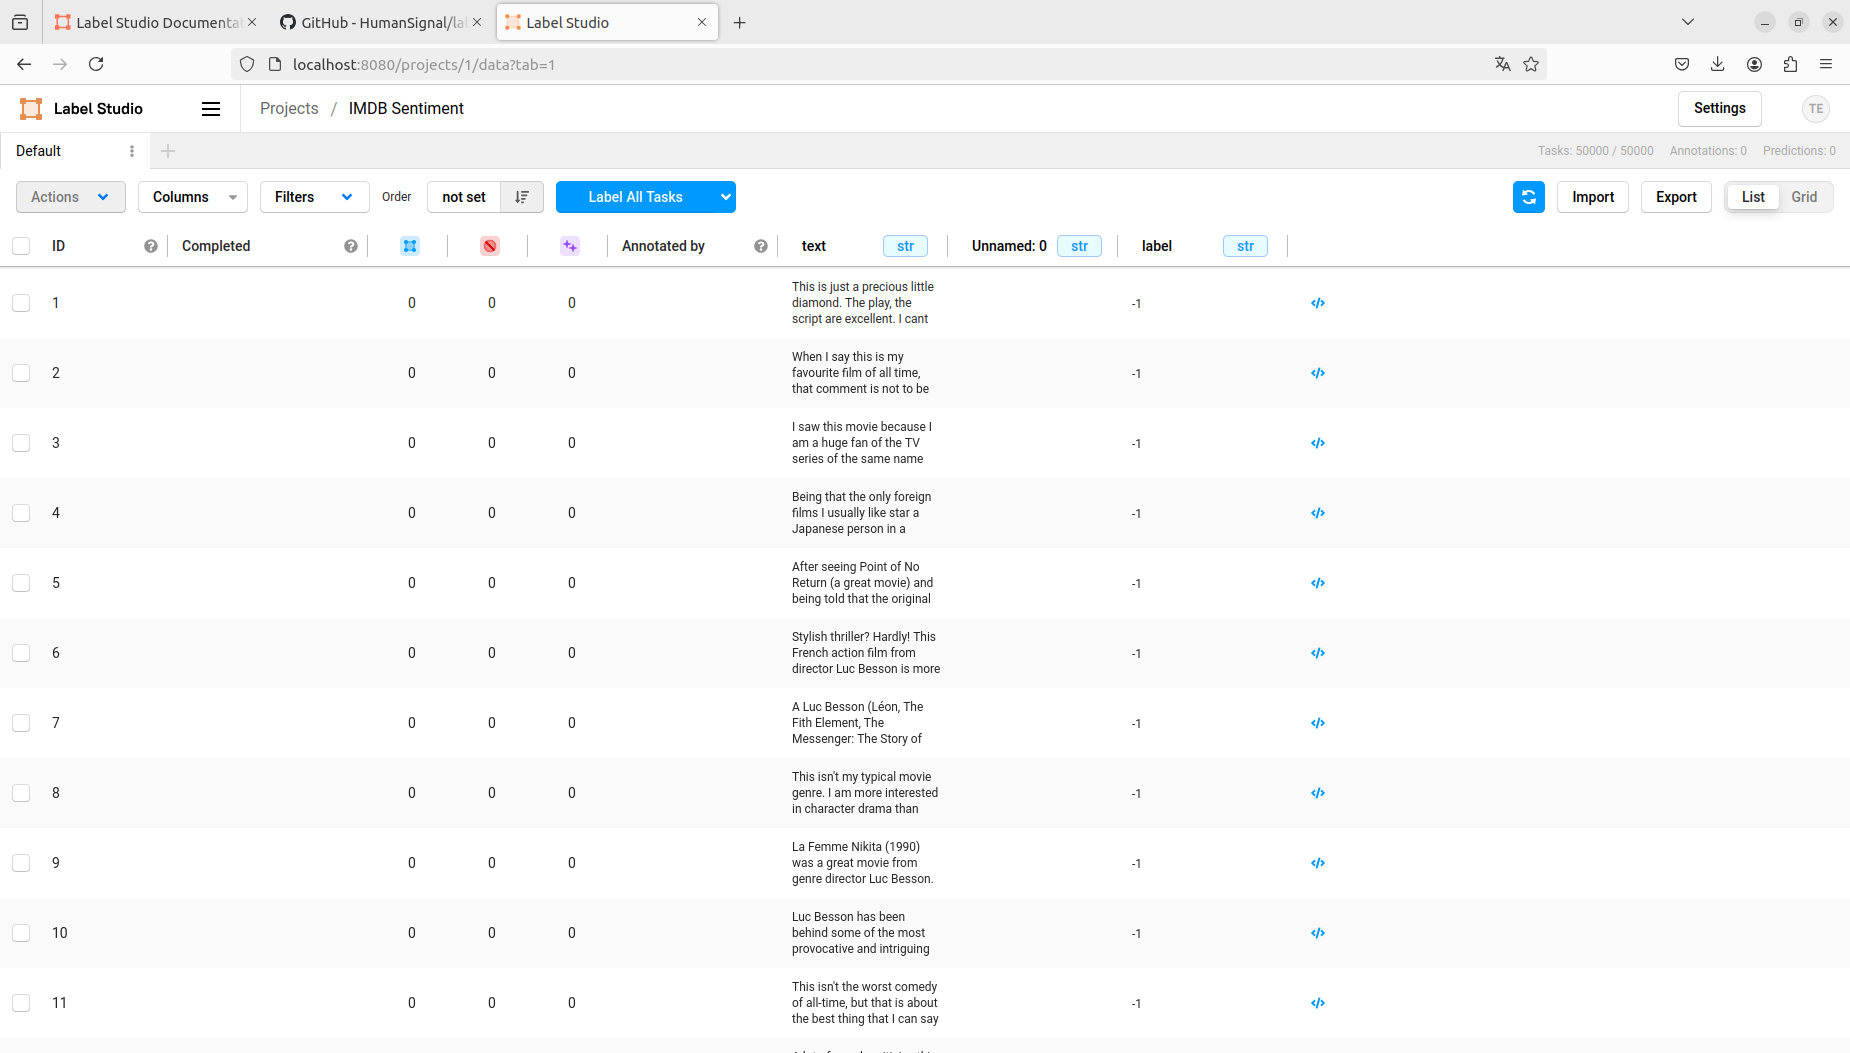 Label Studio Documenta
GitHub - HumanSignal/la
Label Studio
localhost:8080/projects/1/data?tab=1
Label Studio
Projects / IMDB Sentiment
Settings
TE
Default
Tasks: 50000 / 50000
Annotations: 0
Predictions: 0
Actions
Columns
Filters
Order
not set
Label All Tasks
Import
Export
List
Grid
ID
Completed
Annotated by
text str
Unnamed: 0 str
label str
1 0 0 0
This is just a precious little
diamond. The play, the
script are excellent. I cant
-1
2 0 0 0
When I say this is my
favourite film of all time,
that comment is not to be
-1
3 0 0 0
I saw this movie because I
am a huge fan of the TV
series of the same name
-1
4 0 0 0
Being that the only foreign
films I usually like star a
Japanese person in a
-1
5 0 0 0
After seeing Point of No
Return (a great movie) and
being told that the original
-1
6 0 0 0
Stylish thriller? Hardly! This
French action film from
director Luc Besson is more
-1
7 0 0 0
A Luc Besson (Léon, The
Fith Element, The
Messenger: The Story of
-1
8 0 0 0
This isn't my typical movie
genre. I am more interested
in character drama than
-1
9 0 0 0
La Femme Nikita (1990)
was a great movie from
genre director Luc Besson.
-1
10 0 0 0
Luc Besson has been
behind some of the most
provocative and intriguing
-1
11 0 0 0
This isn't the worst comedy
of all-time, but that is about
the best thing that I can say
-1